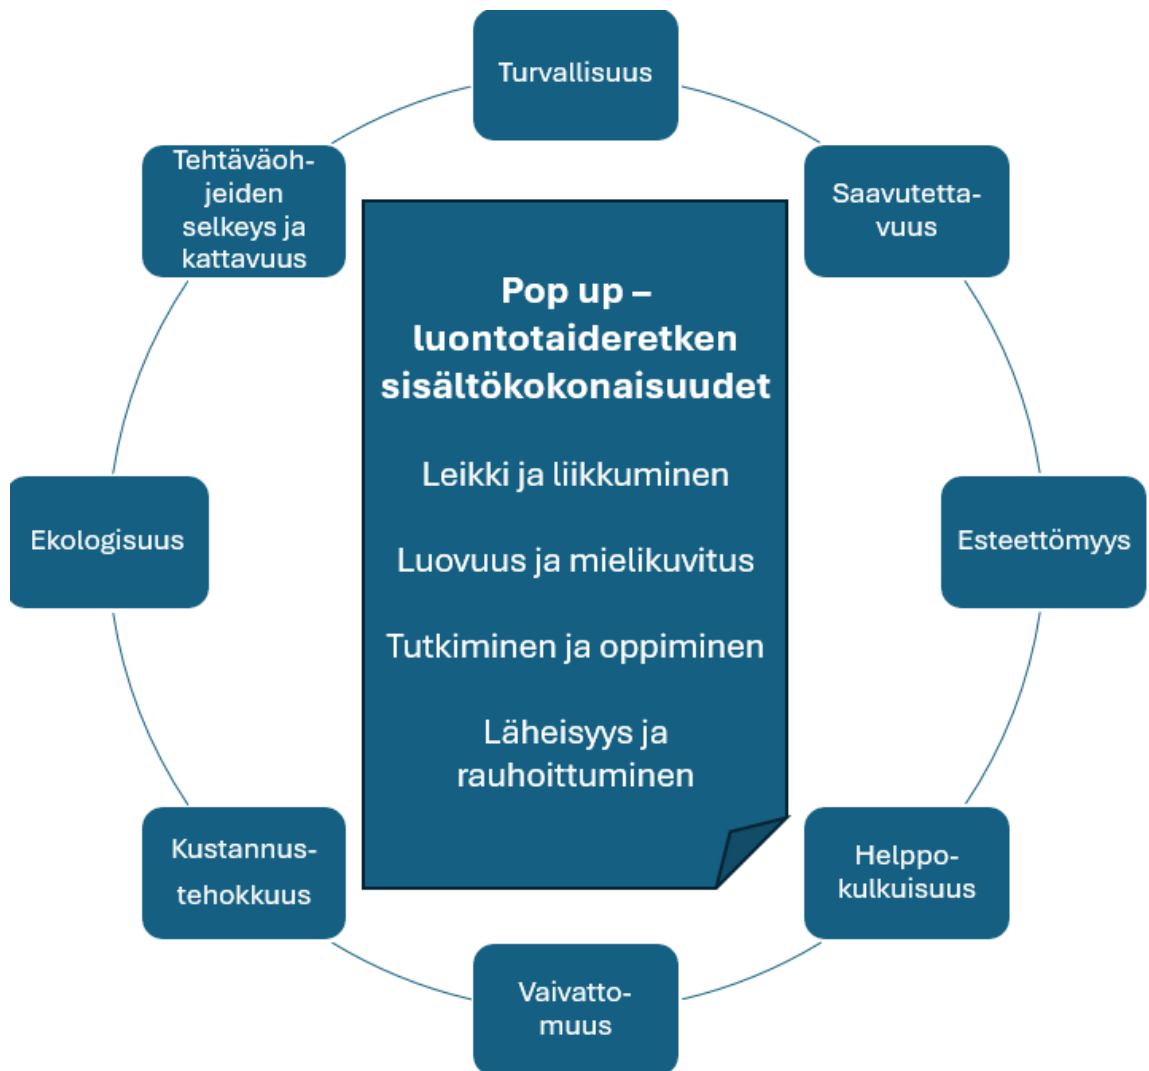 Turvallisuus
Saavutetta-
vuus
Esteettömyys
Helppo-
kulkuisuus
Vaivatto-
muus
Kustannus-
tehokkuus
Ekologisuus
Tehtäväoh-
jeiden
selkeys ja
kattavuus
Pop up –
luontotaideretken
sisältökokonaisuudet
Leikki ja liikkuminen
Luovuus ja mielikuvitus
Tutkiminen ja oppiminen
Läheisyys ja
rauhoittuminen